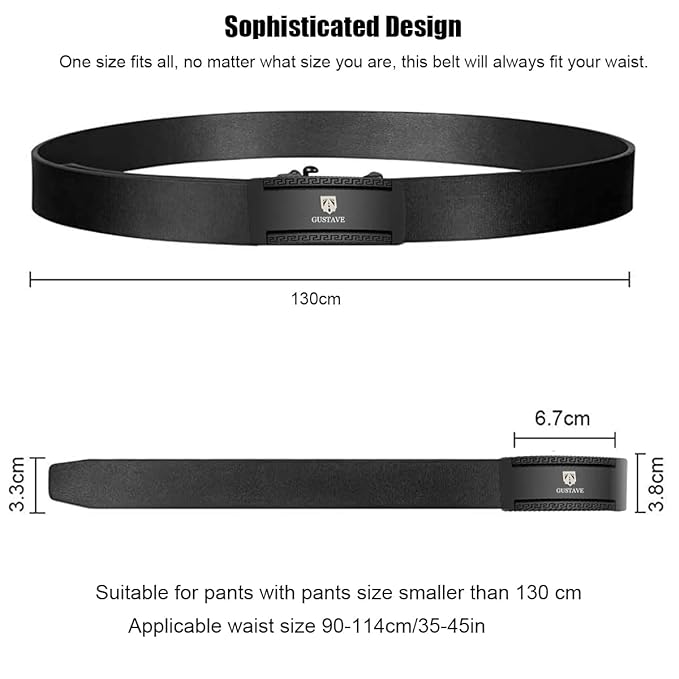 Sophisticated Design
One size fits all, no matter what size you are, this belt will always fit your waist.
GUSTAVE
130cm
6.7cm
3.3cm
GUSTAVE
3.8cm
Suitable for pants with pants size smaller than 130 cm
Applicable waist size 90-114cm/35-45in